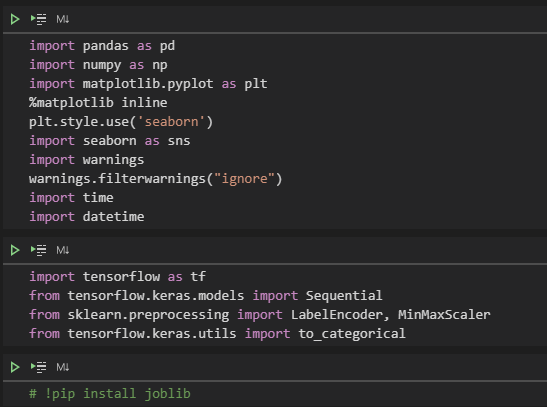 M↓
import pandas as pd
import numpy as np
import matplotlib.pyplot as plt
%matplotlib inline
plt.style.use('seaborn')
import seaborn as sns
import warnings
warnings.filterwarnings("ignore")
import time
import datetime
M↓
import tensorflow as tf
from tensorflow.keras.models import Sequential
from sklearn.preprocessing import LabelEncoder, MinMaxScaler
from tensorflow.keras.utils import to_categorical
M↓
# !pip install joblib